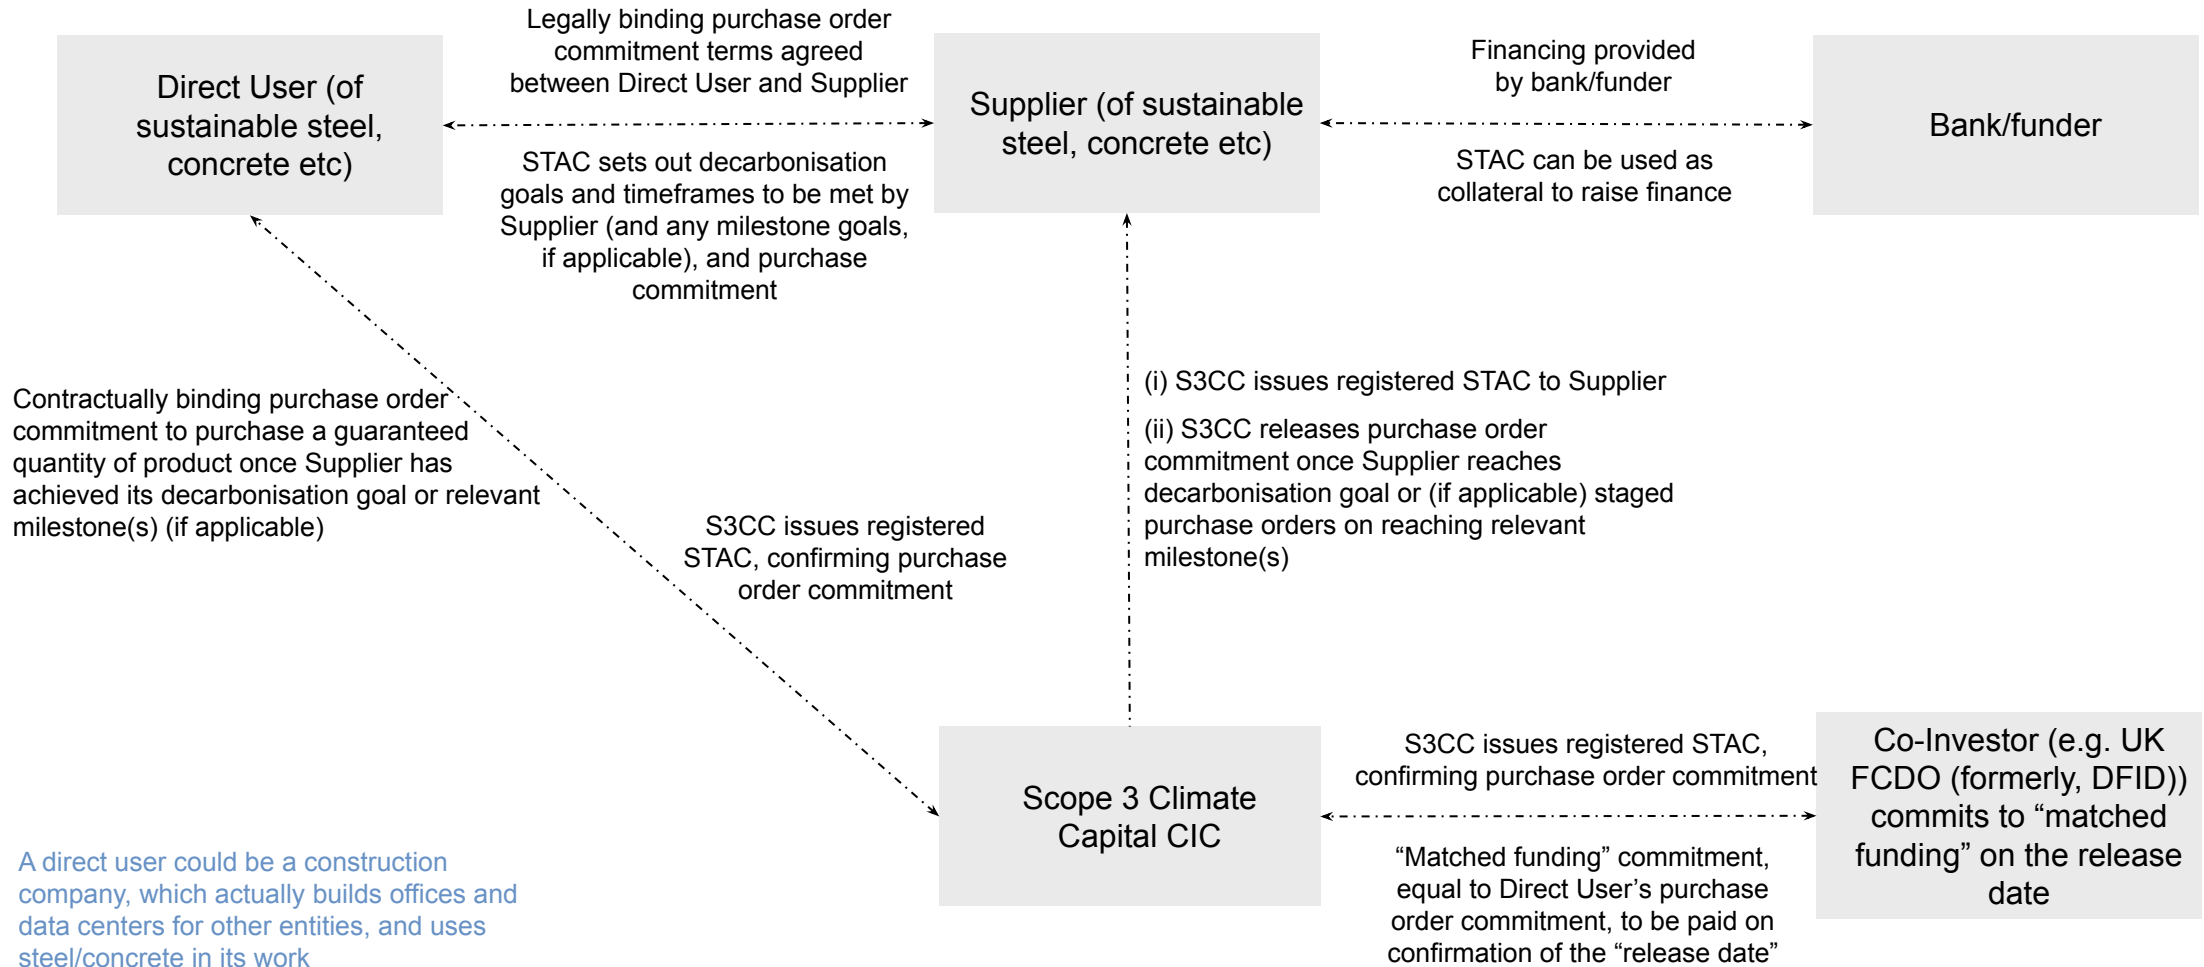 Direct User (of
sustainable steel,
concrete etc)
Legally binding purchase order
commitment terms agreed
between Direct User and Supplier
STAC sets out decarbonisation
goals and timeframes to be met by
Supplier (and any milestone goals,
if applicable), and purchase
commitment
Supplier (of sustainable
steel, concrete etc)
Financing provided
by bank/funder
STAC can be used as
collateral to raise finance
Bank/funder
Contractually binding purchase order
commitment to purchase a guaranteed
quantity of product once Supplier has
achieved its decarbonisation goal or relevant
milestone(s) (if applicable)
S3CC issues registered
STAC, confirming purchase
order commitment
(i) S3CC issues registered STAC to Supplier
(ii) S3CC releases purchase order
commitment once Supplier reaches
decarbonisation goal or (if applicable) staged
purchase orders on reaching relevant
milestone(s)
Scope 3 Climate
Capital CIC
S3CC issues registered STAC,
confirming purchase order commitment
“Matched funding” commitment,
equal to Direct User’s purchase
order commitment, to be paid on
confirmation of the “release date”
Co-Investor (e.g. UK
FCDO (formerly, DFID))
commits to “matched
funding” on the release
date
A direct user could be a construction
company, which actually builds offices and
data centers for other entities, and uses
steel/concrete in its work